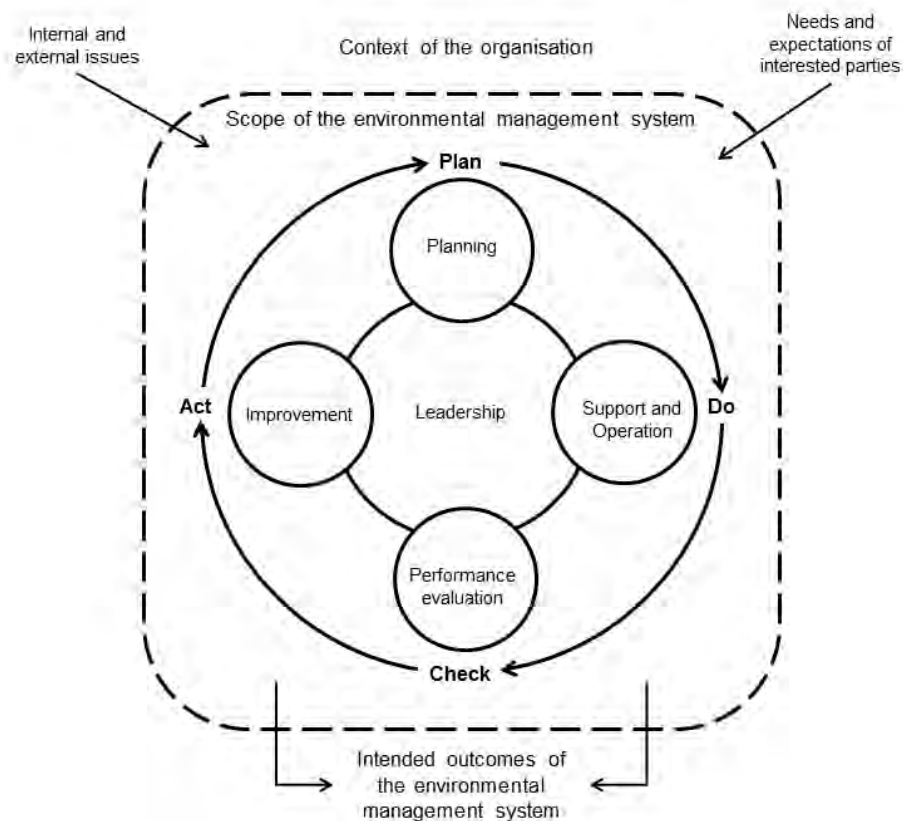 Internal and
external issues
Context of the organisation
Needs and
expectations of
interested parties
Scope of the environmental management system
Plan
Planning
Act
Improvement
Leadership
Support and
Operation
Do
Performance
evaluation
Check
Intended outcomes of
the environmental
management system